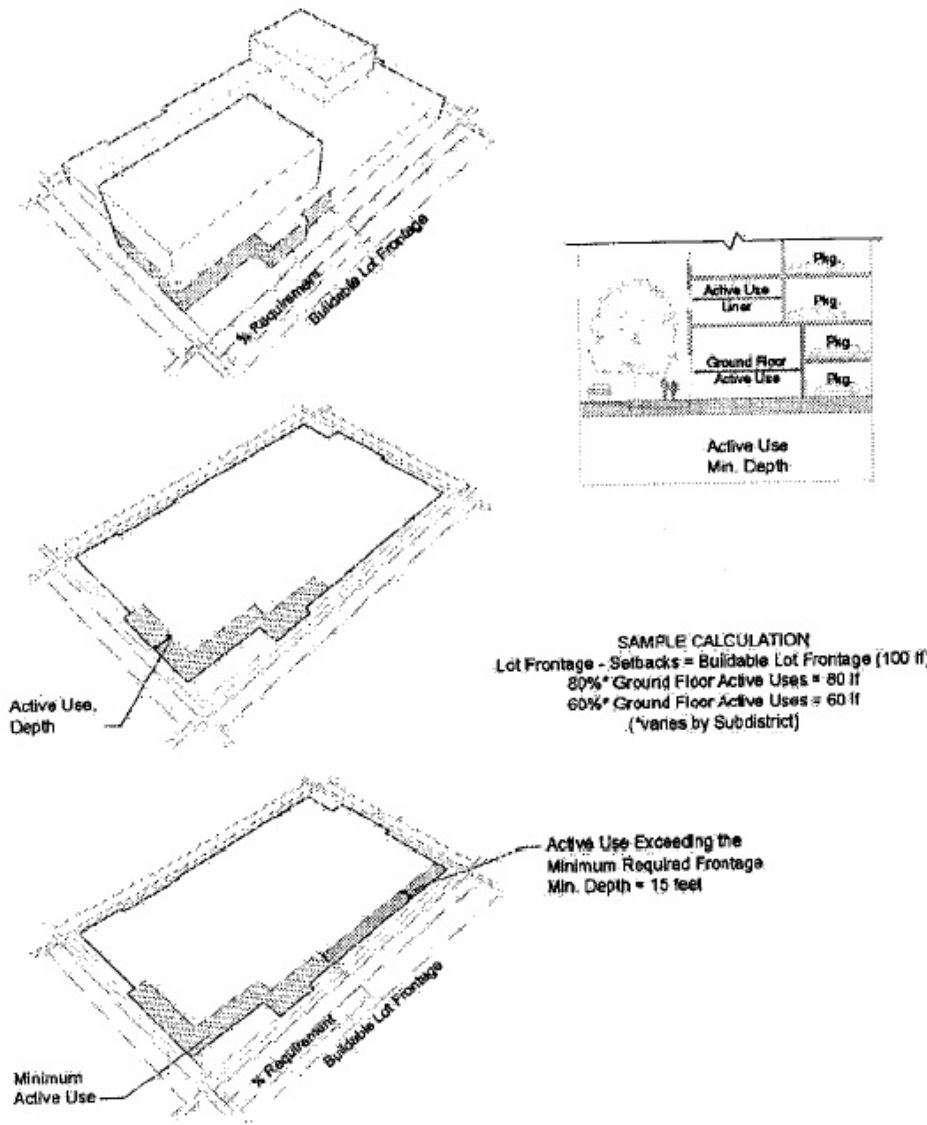 % Requirement
Buildable Lot Frontage
Pkg.
Active Use
Liner
Pkg.
Pkg.
Ground Floor
Active Use
Pkg.
Active Use
Min. Depth
Active Use,
Depth
SAMPLE CALCULATION
Lot Frontage - Setbacks = Buildable Lot Frontage (100 lf)
80%* Ground Floor Active Uses = 80 lf
60%* Ground Floor Active Uses = 60 lf
(*varies by Subdistrict)
Active Use Exceeding the
Minimum Required Frontage
Min. Depth = 15 feet
% Requirement
Buildable Lot Frontage
Minimum
Active Use